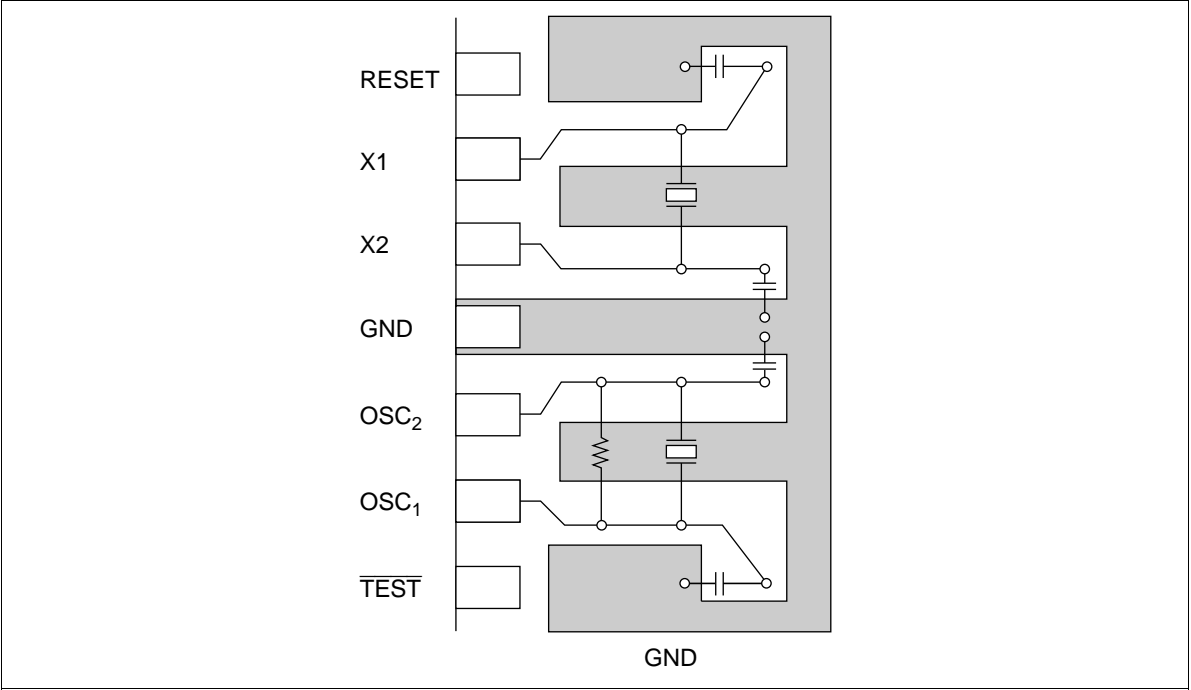 RESET
X1
X2
GND
OSC2
OSC1
TEST
GND